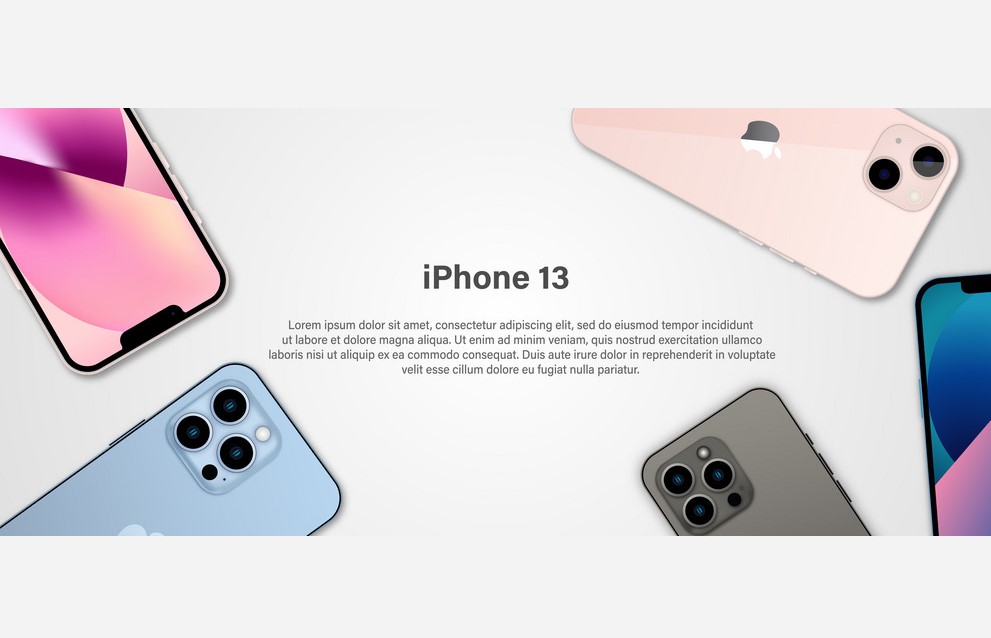 iPhone 13
Lorem ipsum dolor sit amet, consectetur adipiscing elit, sed do eiusmod tempor incididunt
ut labore et dolore magna aliqua. Ut enim ad minim veniam, quis nostrud exercitation ullamco
laboris nisi ut aliquip ex ea commodo consequat. Duis aute irure dolor in reprehenderit in voluptate
velit esse cillum dolore eu fugiat nulla pariatur.